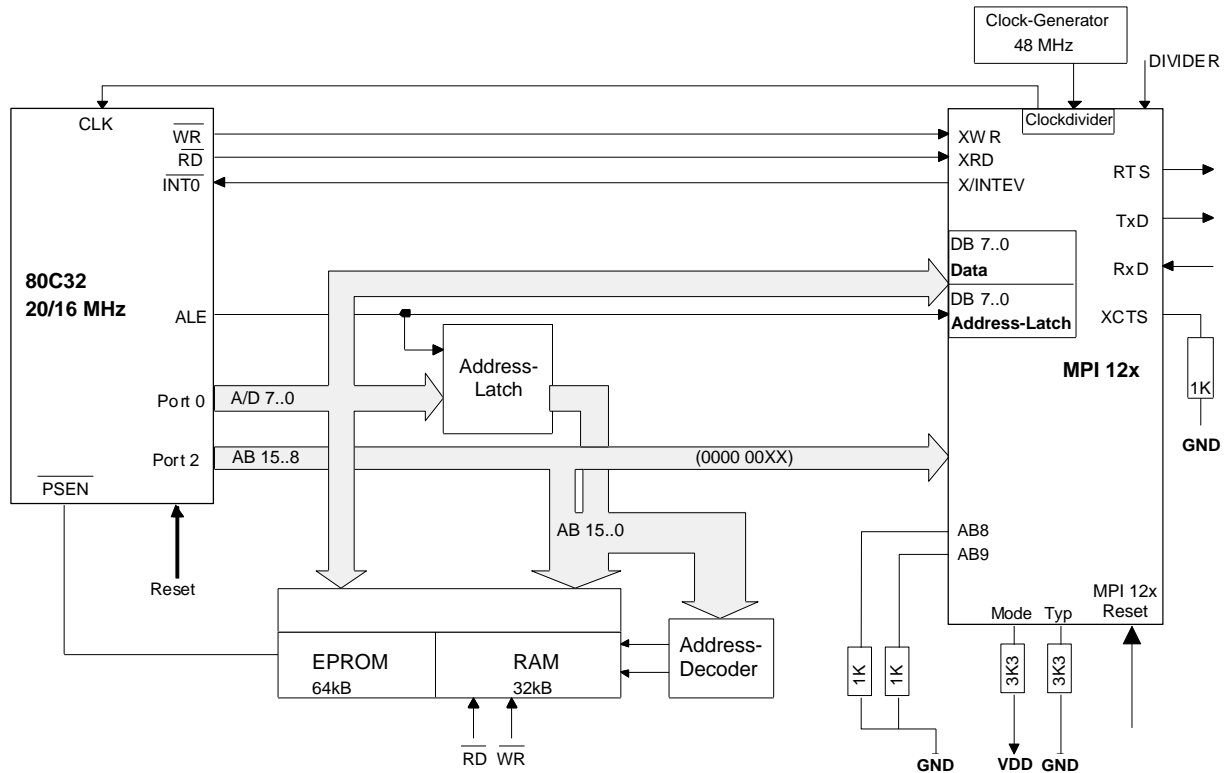 Clock-Generator
48 MHz
DIVIDER
CLK
Clockdivider
WR
XWR
RD
XRD
INT0
X/INTEV
RTS
TxD
DB 7..0
Data
RxD
80C32
20/16 MHz
DB 7..0
Address-Latch
ALE
XCTS
MPI 12x
Address-
Latch
1K
Port 0
A/D 7..0
GND
Port 2
AB 15..8
(0000 00XX)
PSEN
AB 15..0
AB8
AB9
Reset
MPI 12x
Reset
Mode
Typ
EPROM
64kB
RAM
32kB
Address-
Decoder
1K
1K
3K3
3K3
RD
WR
GND
VDD
GND